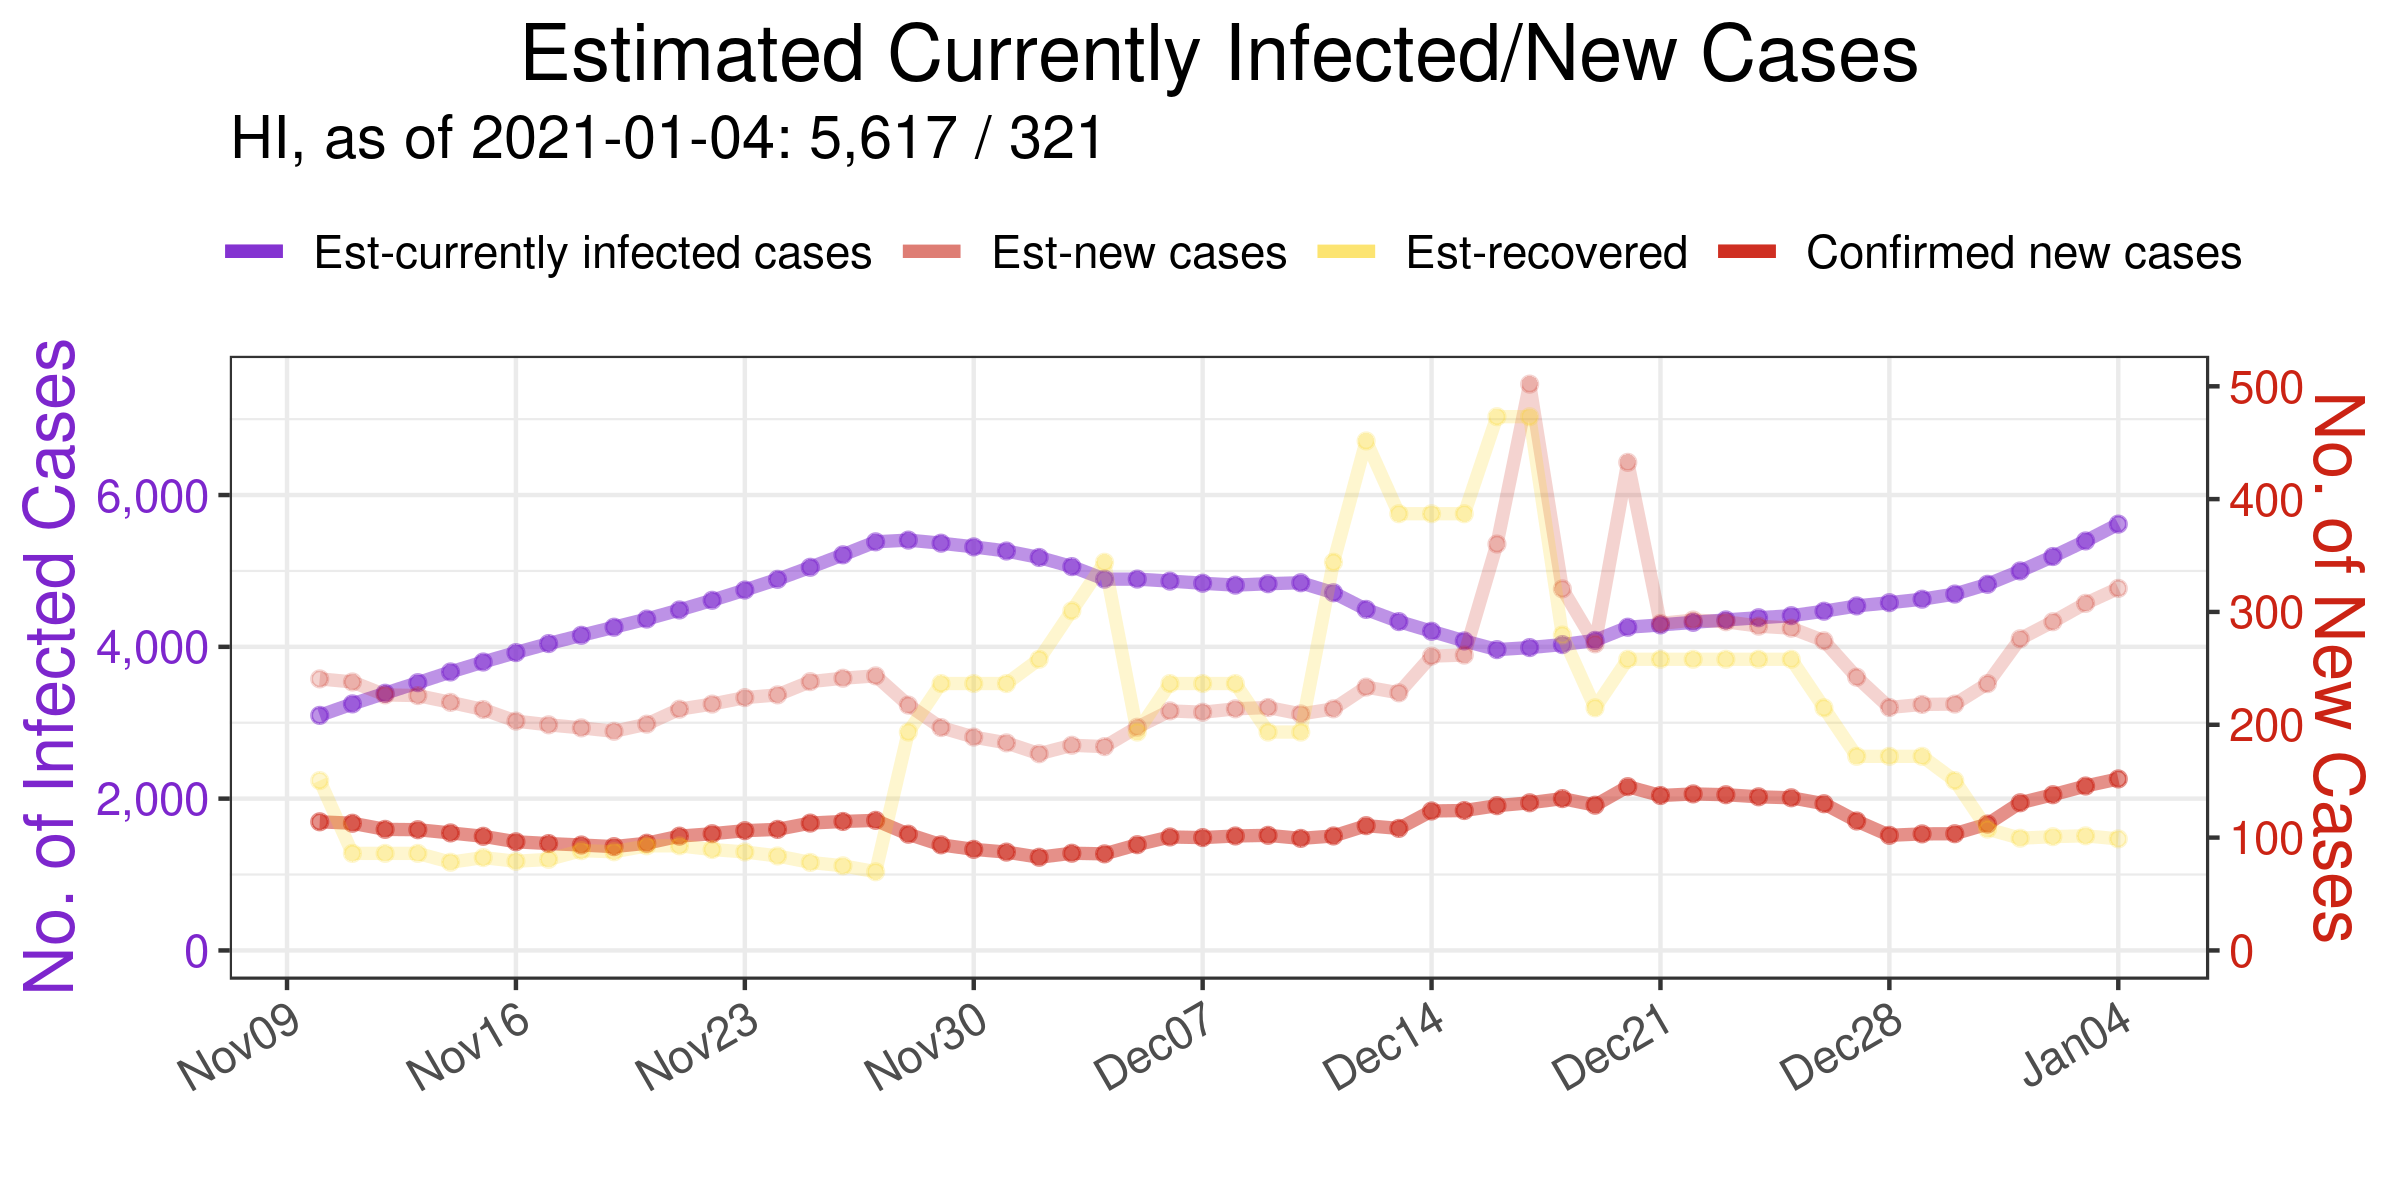 Estimated Currently Infected/New Cases
HI, as of 2021-01-04: 5,617 / 321
Est-currently infected cases
Est-new cases
Est-recovered
Confirmed new cases
No. of Infected Cases
6,000
4,000
2,000
0
500
400
300
200
100
0
No. of New Cases
Nov09
Nov16
Nov23
Nov30
Dec07
Dec14
Dec21
Dec28
Jan04